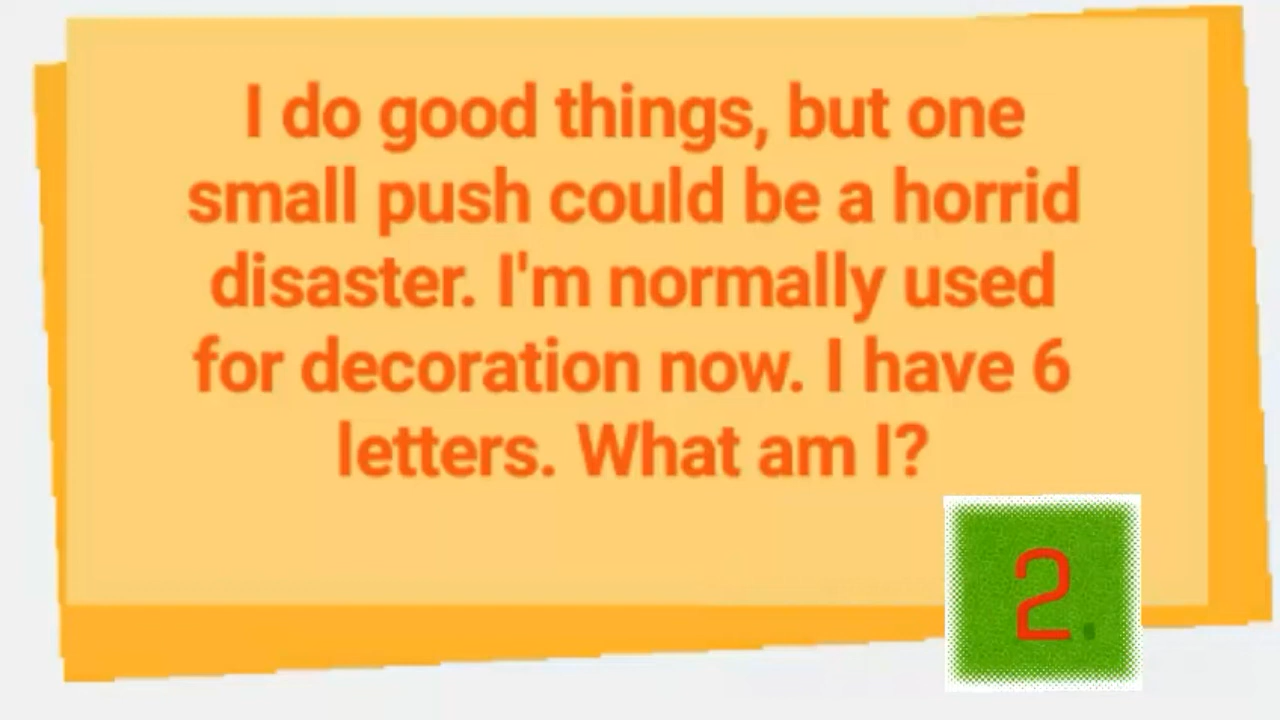 I do good things, but one
small push could be a horrid
disaster. I'm normally used
for decoration now. I have 6
letters. What am I?
2.